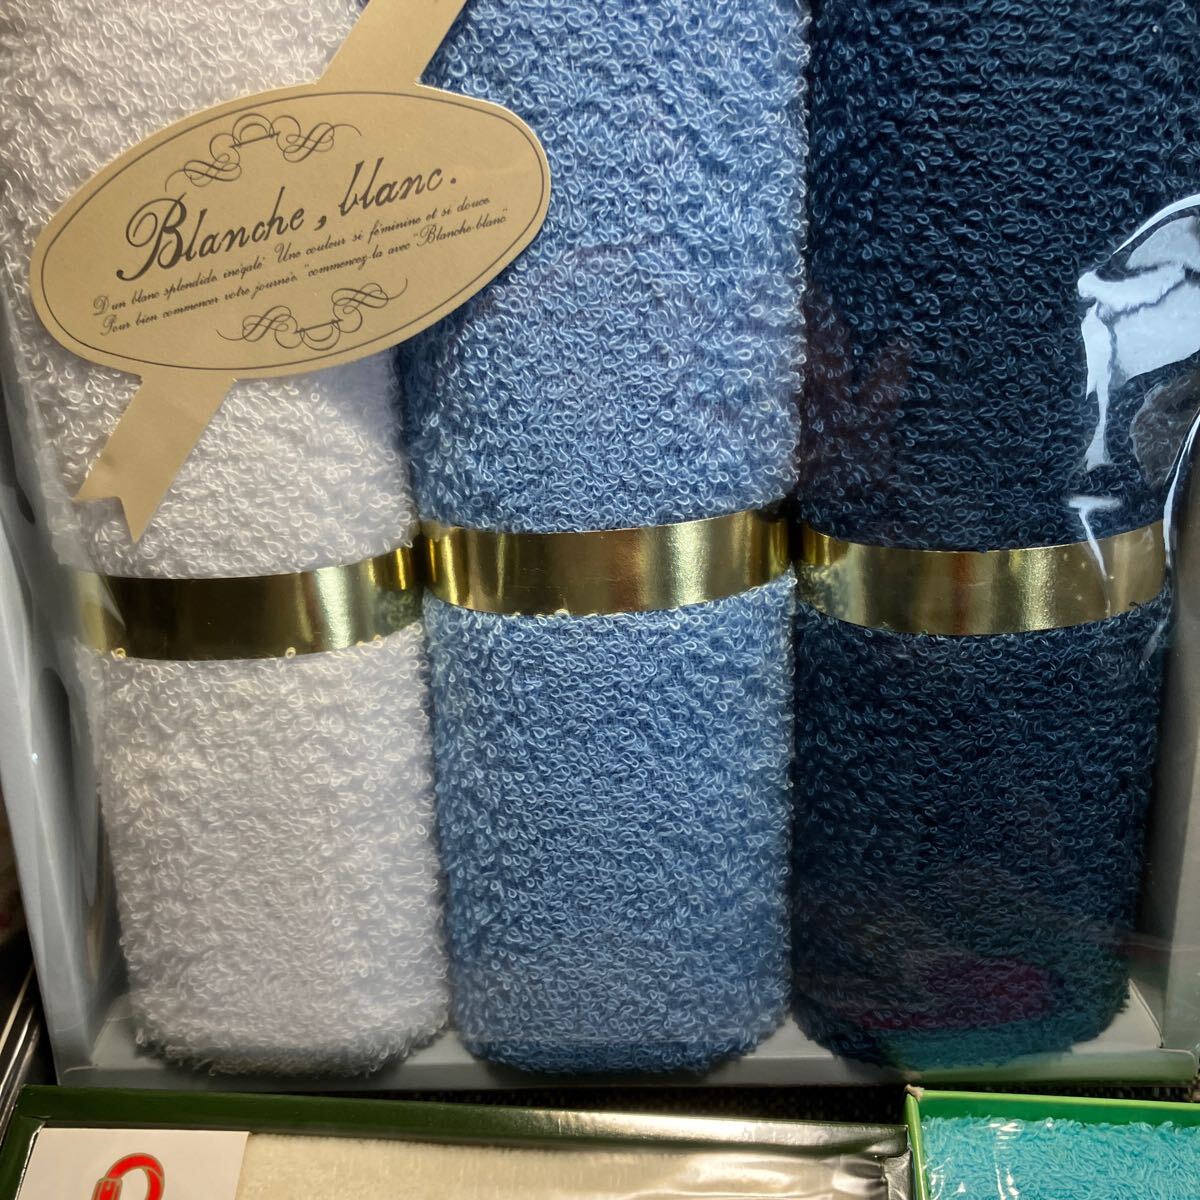 Blanche, blanc.
D'un blanc splendide, inégalé. Une couleur si féminine et si douce.
Pour bien commencer votre journée, "commencez-la avec "Blanche-blanc"